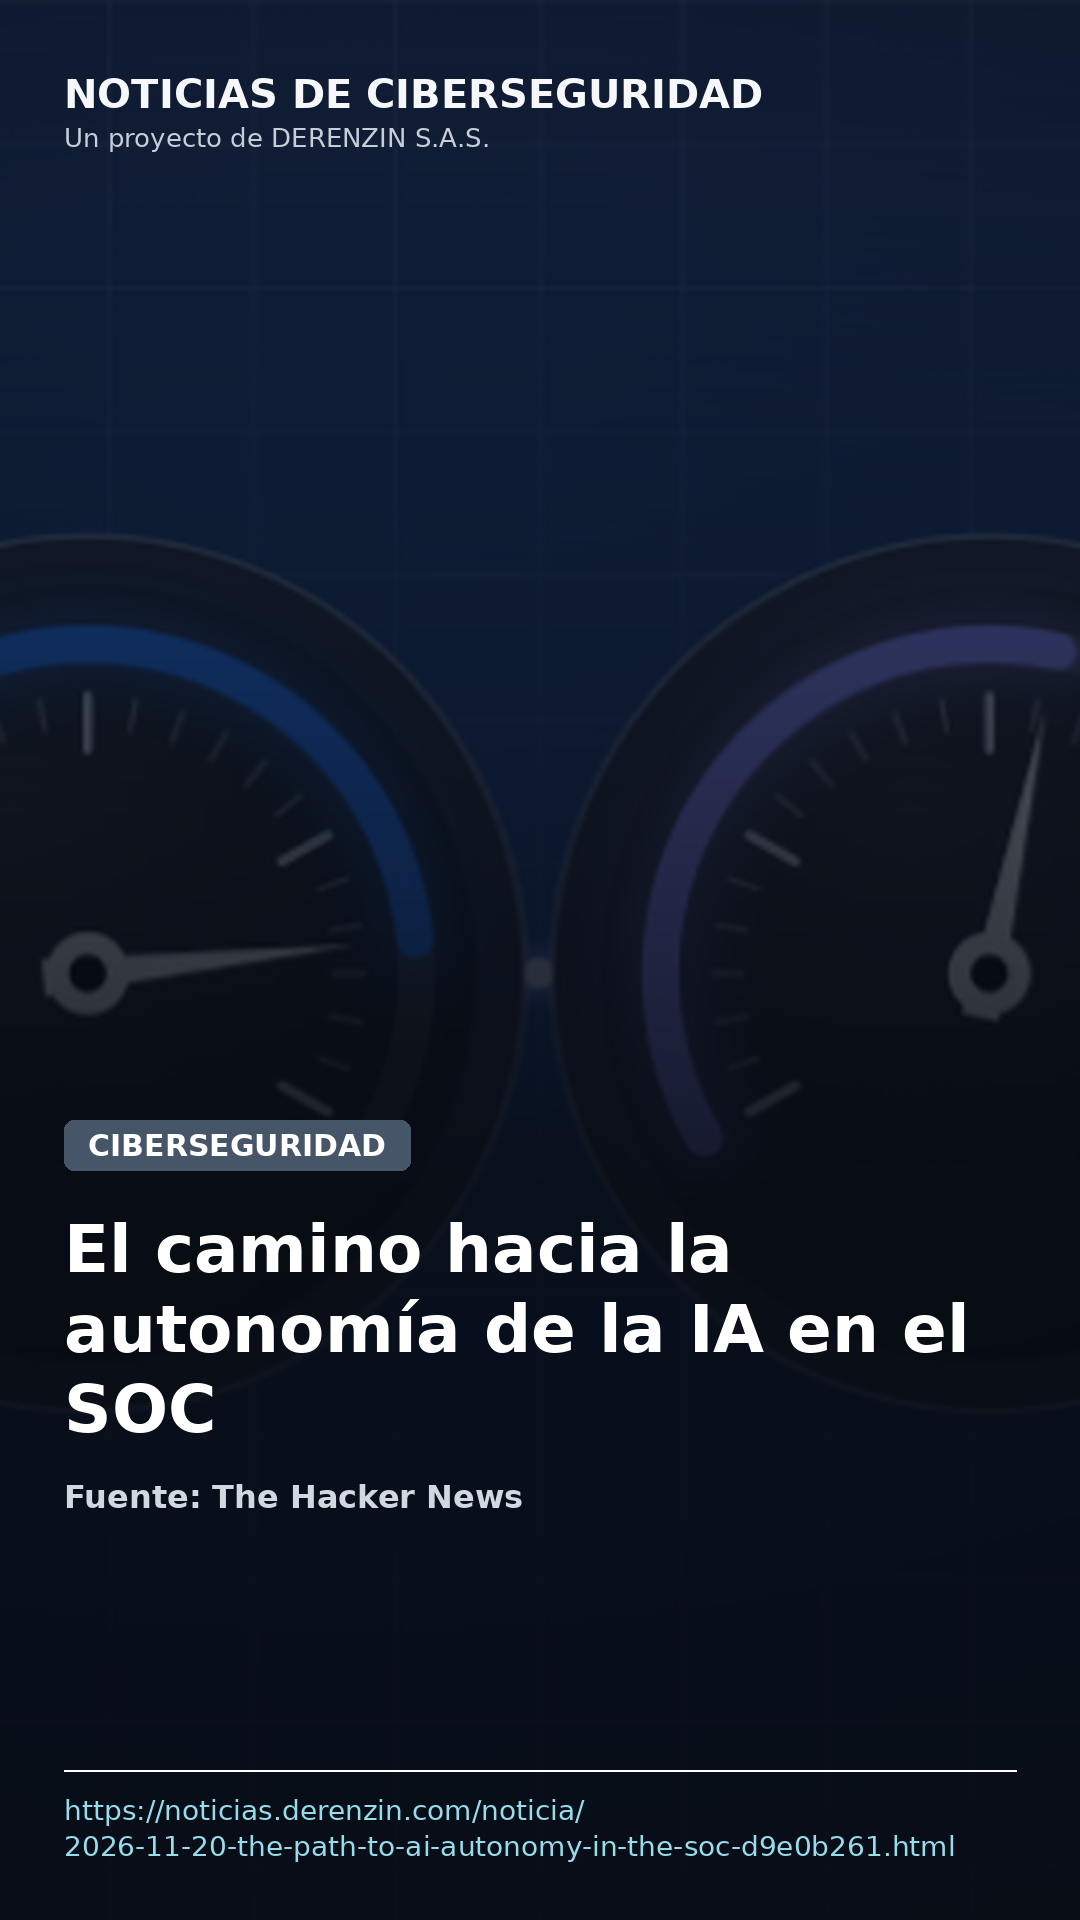 NOTICIAS DE CIBERSEGURIDAD
Un proyecto de DERENZIN S.A.S.
CIBERSEGURIDAD
El camino hacia la
autonomía de la IA en el
SOC
Fuente: The Hacker News
https://noticias.derenzin.com/noticia/
2026-11-20-the-path-to-ai-autonomy-in-the-soc-d9e0b261.html